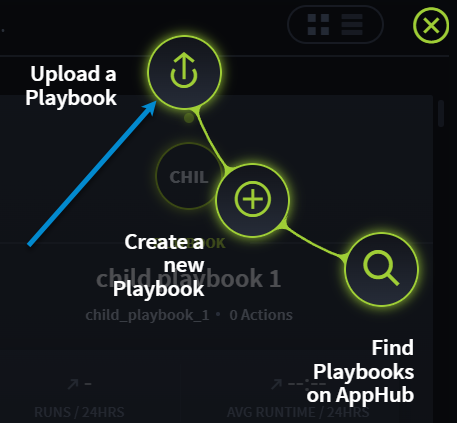 Upload a
Playbook
CHIL
Create a
new
Playbook
child playbook 1
child_playbook_1 • 0 Actions
Find
Playbooks
on AppHub
-
--:--
RUNS / 24HRS
AVG RUNTIME / 24HRS